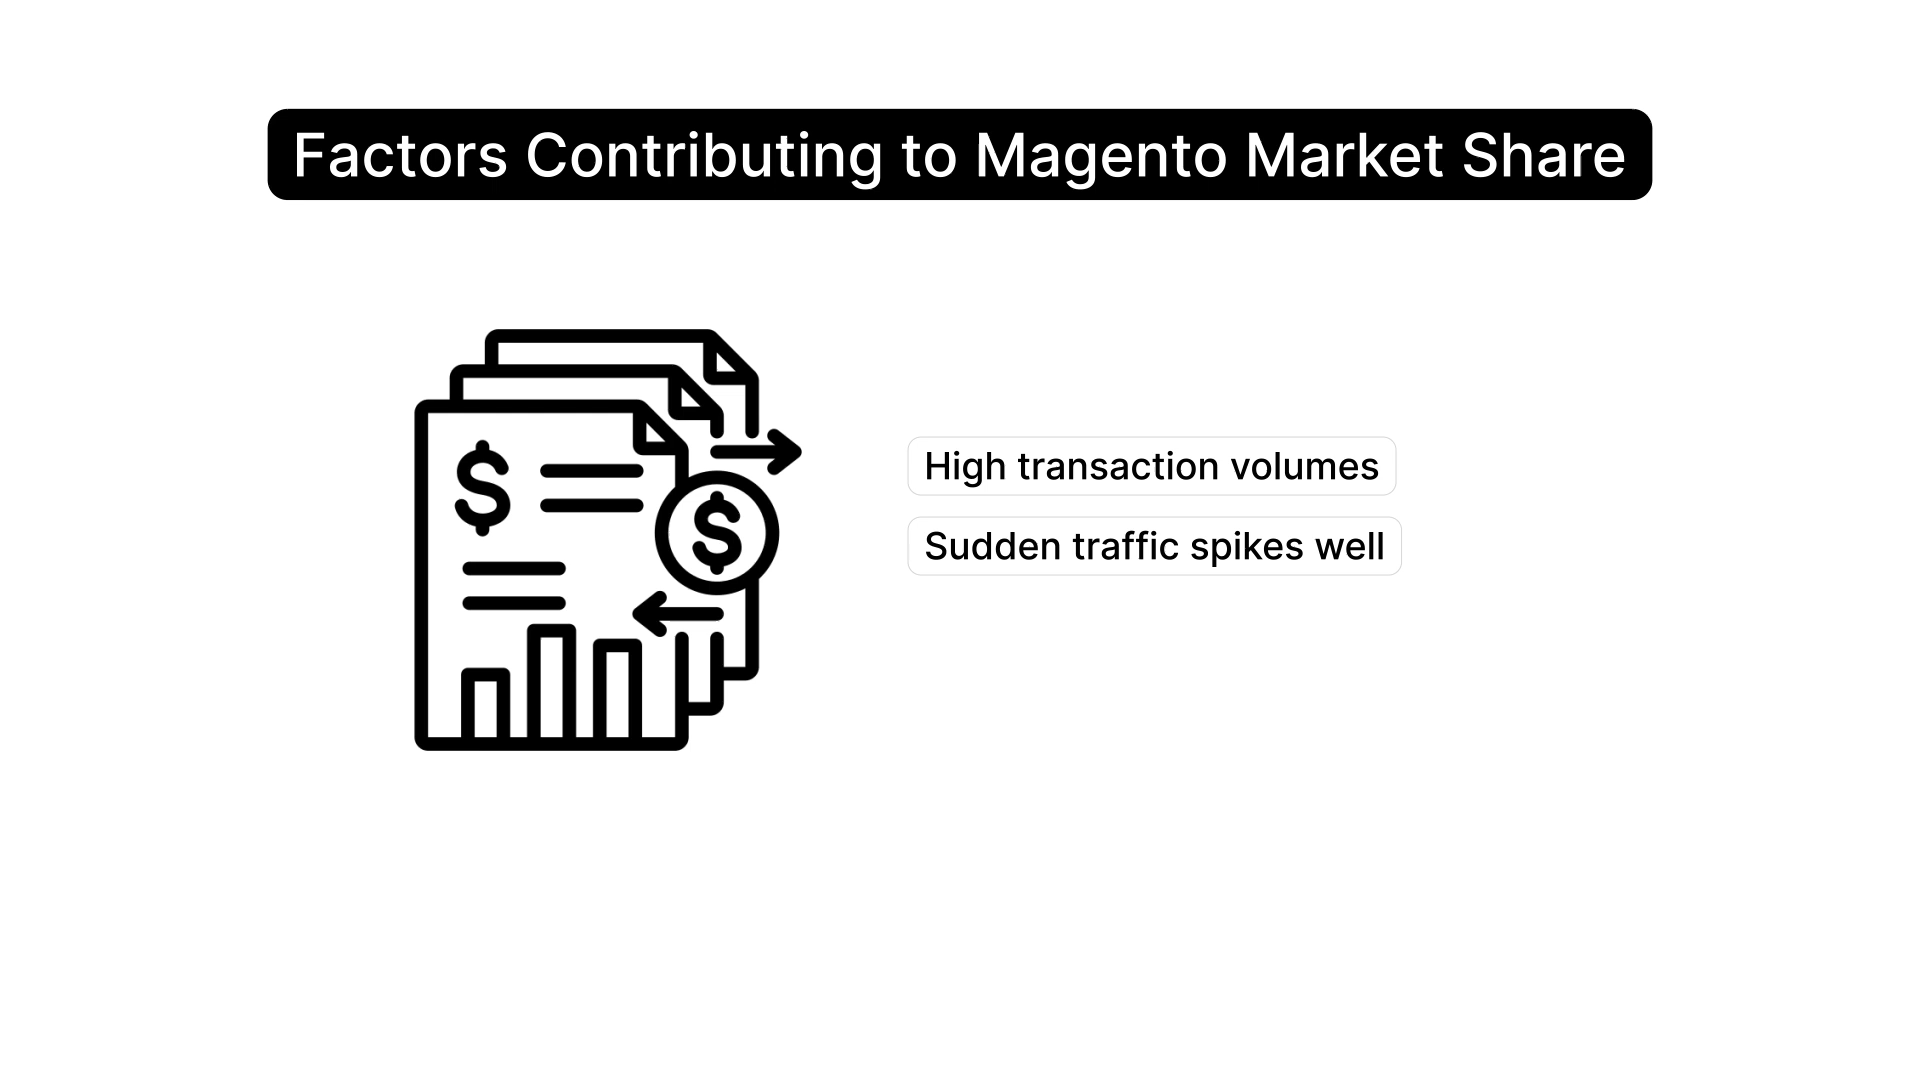 Factors Contributing to Magento Market Share
$
$
High transaction volumes
Sudden traffic spikes well